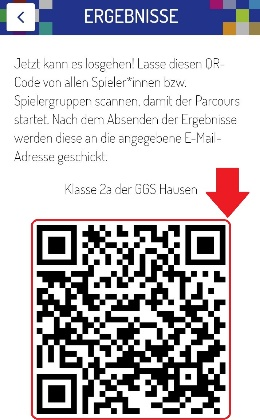 ERGEBNISSE
Jetzt kann es losgehen! Lasse diesen QR-
Code von allen Spieler*innen bzw.
Spielergruppen scannen, damit der Parcours
startet. Nach dem Absenden der Ergebnisse
werden diese an die angegebene E-Mail-
Adresse geschickt.
Klasse 2a der GGS Hausen